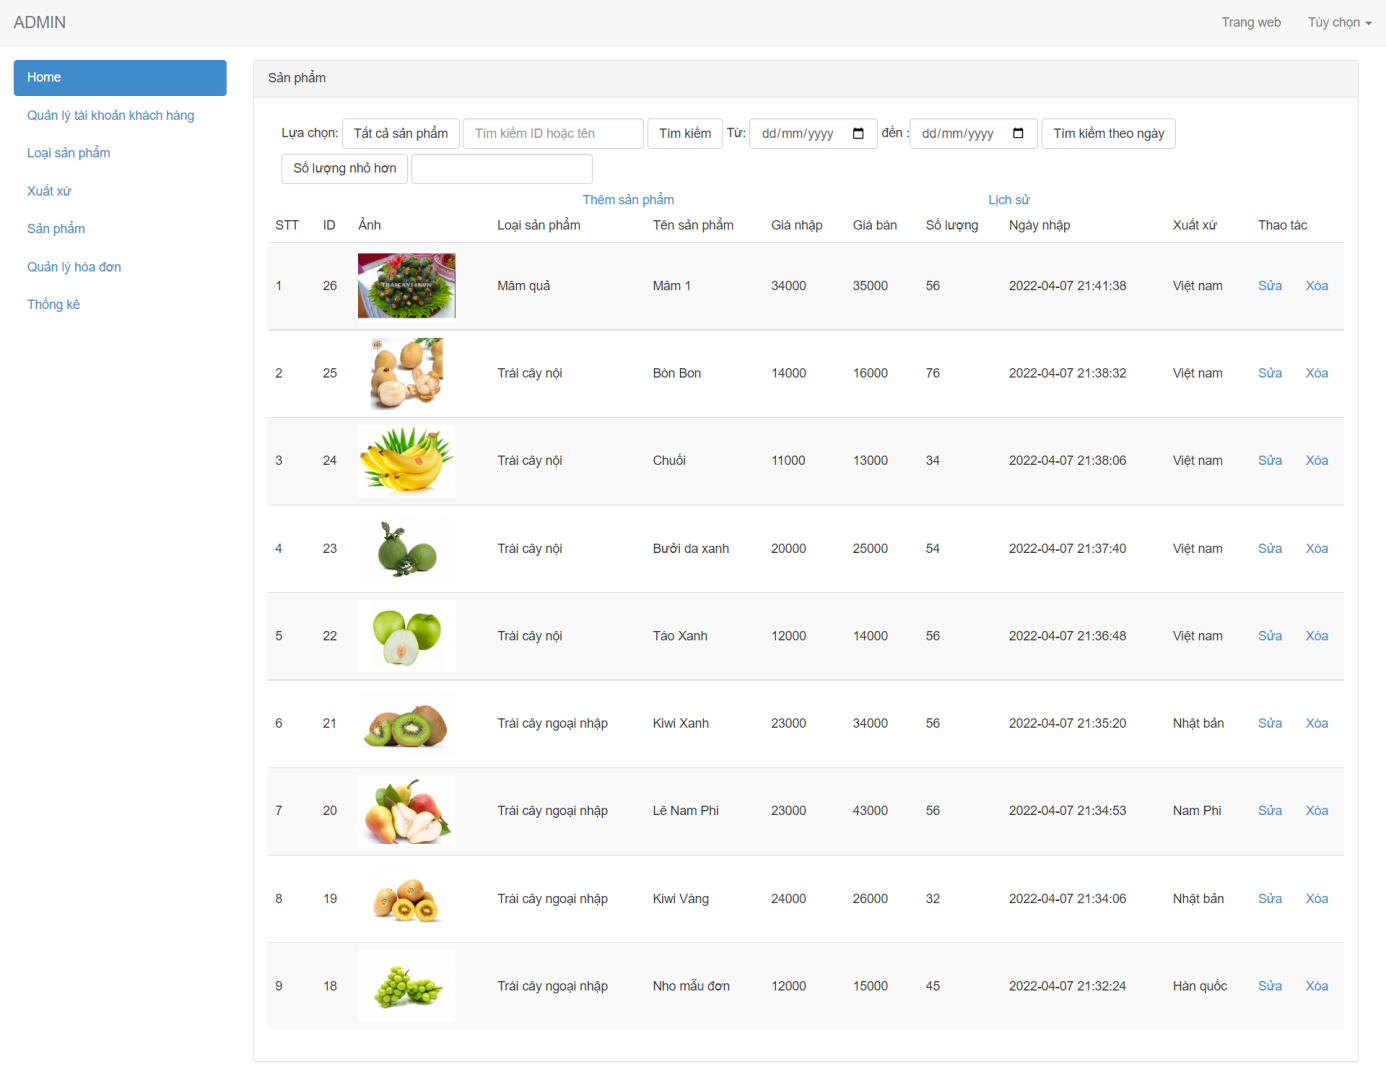 ADMIN Trang web Tùy chọn
Home
Quản lý tài khoản khách hàng
Loại sản phẩm
Xuất xứ
Sản phẩm
Quản lý hóa đơn
Thống kê
Sản phẩm
Lựa chọn: Tất cả sản phẩm Tìm kiếm ID hoặc tên Tìm kiếm Từ: dd/mm/yyyy đến : dd/mm/yyyy Tìm kiếm theo ngày
Số lượng nhỏ hơn
Thêm sản phẩm Lịch sử
STT ID Ảnh Loại sản phẩm Tên sản phẩm Giá nhập Giá bán Số lượng Ngày nhập Xuất xứ Thao tác
1 26 Mâm quả Mâm 1 34000 35000 56 2022-04-07 21:41:38 Việt nam Sửa Xóa
2 25 Trái cây nội Bòn Bon 14000 16000 76 2022-04-07 21:38:32 Việt nam Sửa Xóa
3 24 Trái cây nội Chuối 11000 13000 34 2022-04-07 21:38:06 Việt nam Sửa Xóa
4 23 Trái cây nội Bưởi da xanh 20000 25000 54 2022-04-07 21:37:40 Việt nam Sửa Xóa
5 22 Trái cây nội Táo Xanh 12000 14000 56 2022-04-07 21:36:48 Việt nam Sửa Xóa
6 21 Trái cây ngoại nhập Kiwi Xanh 23000 34000 56 2022-04-07 21:35:20 Nhật bản Sửa Xóa
7 20 Trái cây ngoại nhập Lê Nam Phi 23000 43000 56 2022-04-07 21:34:53 Nam Phi Sửa Xóa
8 19 Trái cây ngoại nhập Kiwi Vàng 24000 26000 32 2022-04-07 21:34:06 Nhật bản Sửa Xóa
9 18 Trái cây ngoại nhập Nho mẫu đơn 12000 15000 45 2022-04-07 21:32:24 Hàn quốc Sửa Xóa